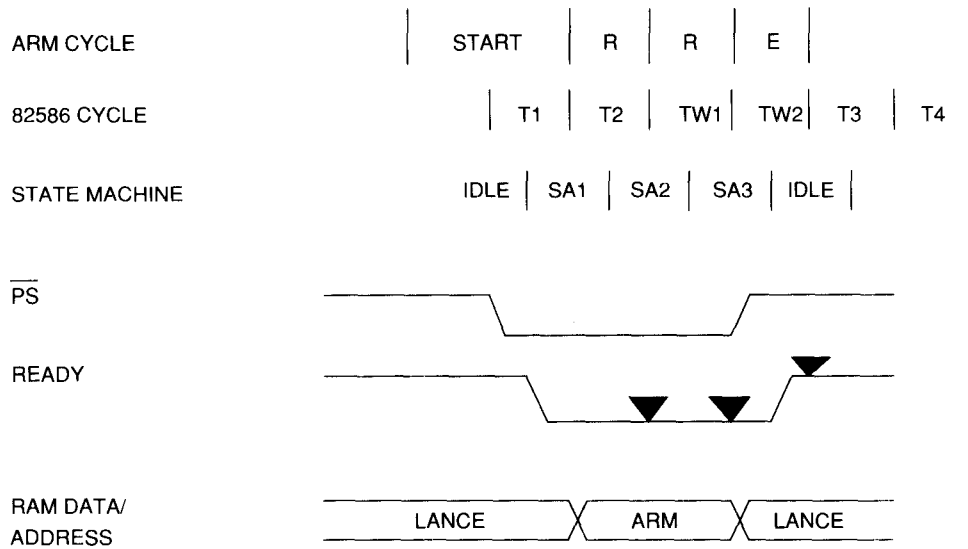 ARM CYCLE START R R E
82586 CYCLE T1 T2 TW1 TW2 T3 T4
STATE MACHINE IDLE SA1 SA2 SA3 IDLE
PS
READY
RAM DATA/
ADDRESS LANCE ARM LANCE